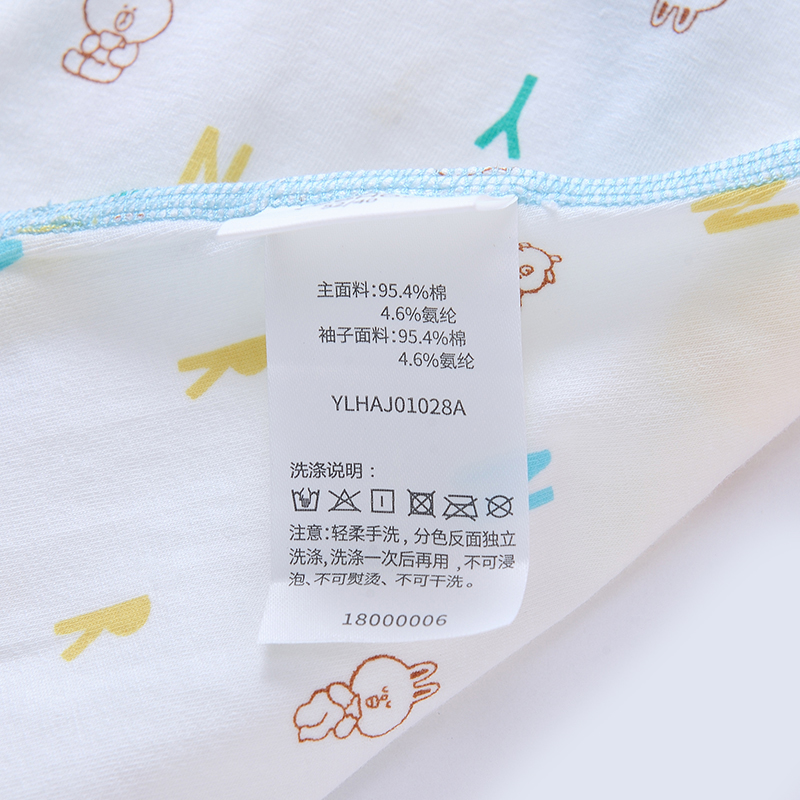 Y
N
主面料:95.4%棉
4.6%氨纶
袖子面料:95.4%棉
4.6%氨纶
R
YLHAJ01028A
洗涤说明：
注意:轻柔手洗，分色反面独立
洗涤,洗涤一次后再用，不可浸
泡、不可熨烫、不可干洗。
18000006
R